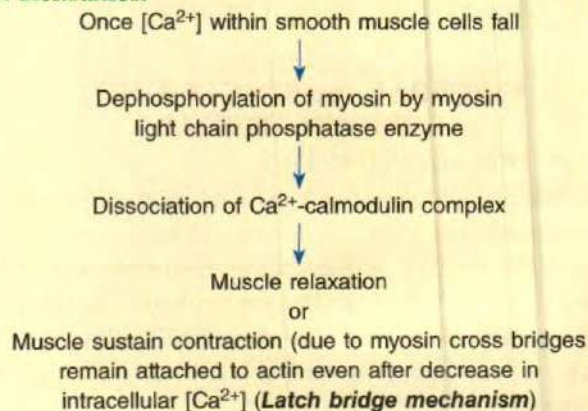 Once [Ca²⁺] within smooth muscle cells fall
Dephosphorylation of myosin by myosin
light chain phosphatase enzyme
Dissociation of Ca²⁺-calmodulin complex
Muscle relaxation
or
Muscle sustain contraction (due to myosin cross bridges
remain attached to actin even after decrease in
intracellular [Ca²⁺] (Latch bridge mechanism)